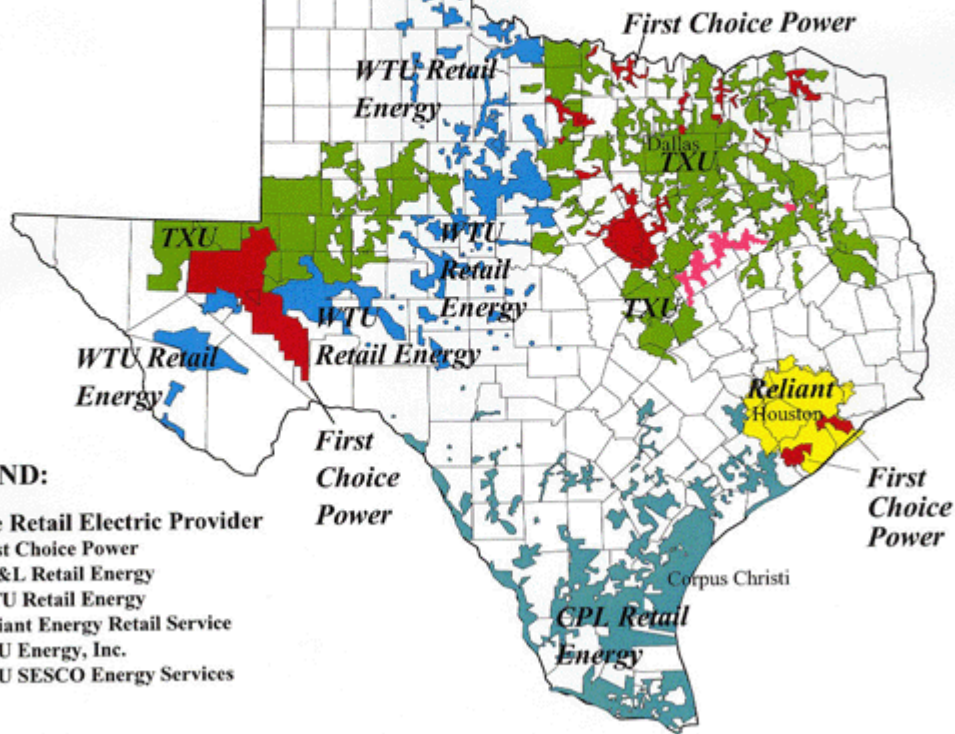 First Choice Power
WTU Retail
Energy
Dallas
TXU
TXU
WTU
Retail
Energy
TXU
WTU
Retail Energy
WTU Retail
Energy
Reliant
Houston
First
Choice
Power
First
Choice
Power
ND:
e Retail Electric Provider
st Choice Power
&L Retail Energy
TU Retail Energy
iant Energy Retail Service
U Energy, Inc.
U SESCO Energy Services
Corpus Christi
CPL Retail
Energy